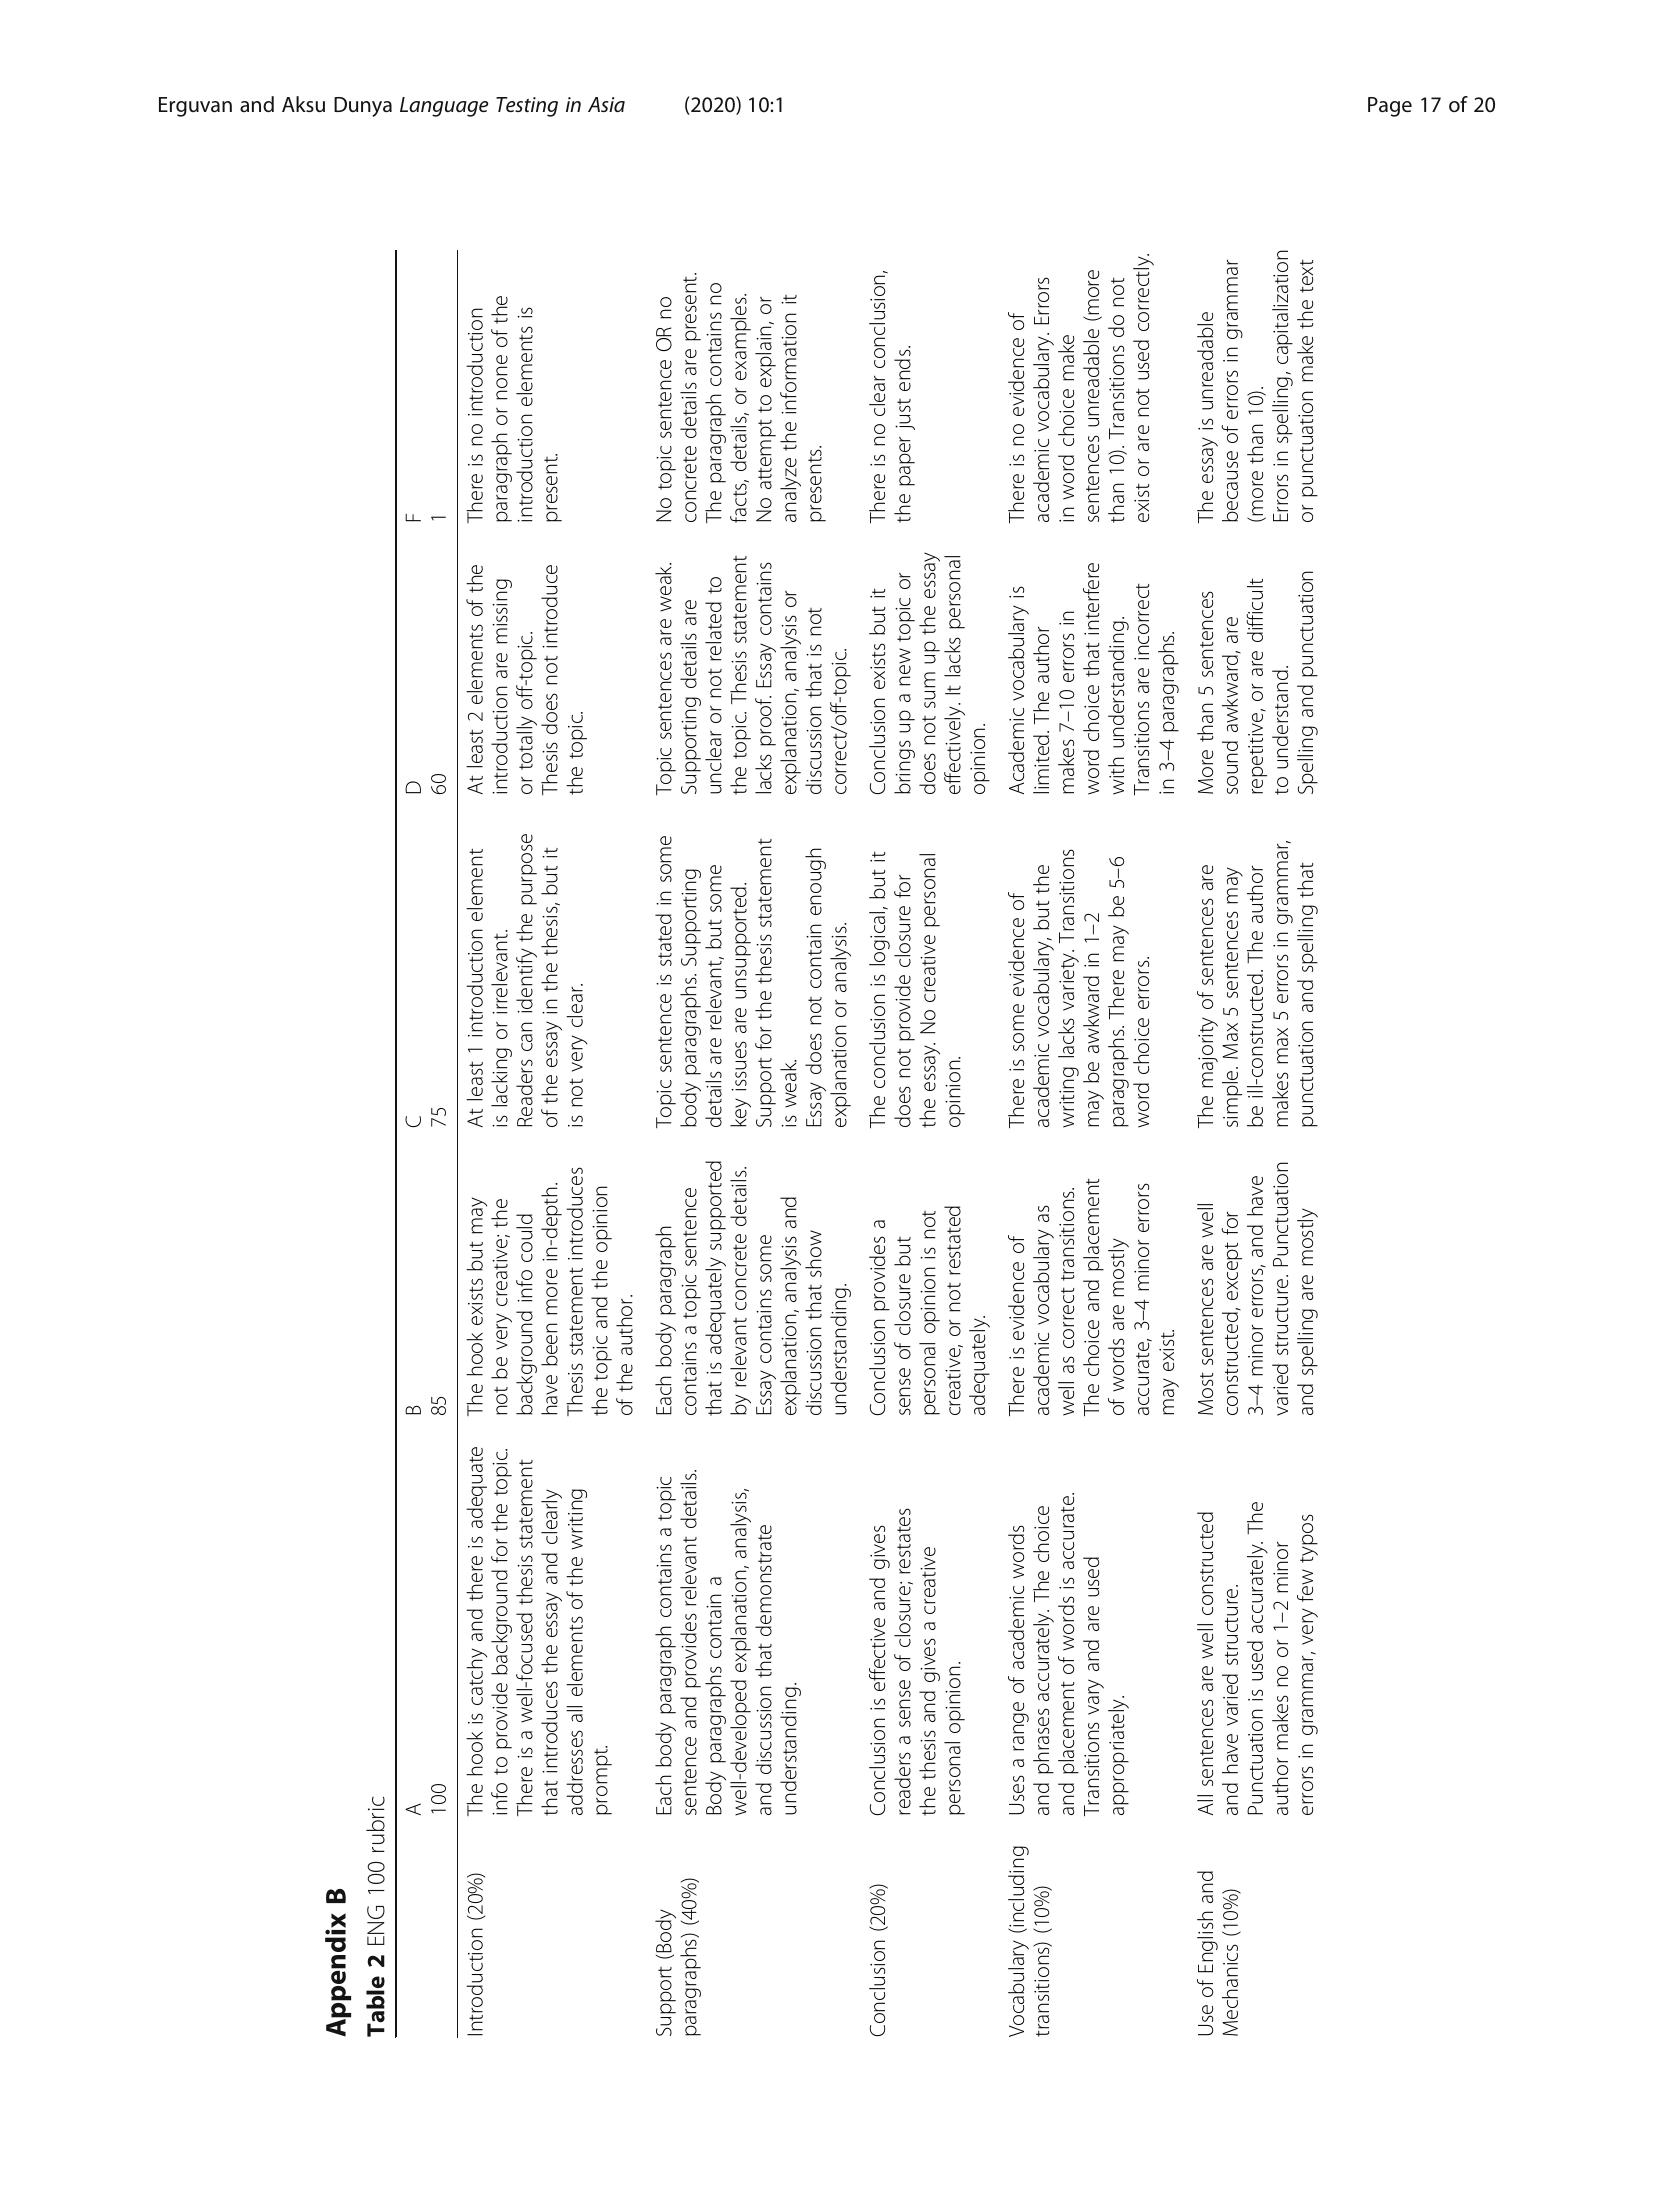 Erguvan and Aksu Dunya Language Testing in Asia (2020) 10:1 Page 17 of 20
Appendix B
Table 2 ENG 100 rubric
A
100
B
85
C
75
D
60
F
1
Introduction (20%)
The hook is catchy and there is adequate
info to provide background for the topic.
There is a well-focused thesis statement
that introduces the essay and clearly
addresses all elements of the writing
prompt.
The hook exists but may
not be very creative; the
background info could
have been more in-depth.
Thesis statement introduces
the topic and the opinion
of the author.
At least 1 introduction element
is lacking or irrelevant.
Readers can identify the purpose
of the essay in the thesis, but it
is not very clear.
At least 2 elements of the
introduction are missing
or totally off-topic.
Thesis does not introduce
the topic.
There is no introduction
paragraph or none of the
introduction elements is
present.
Support (Body
paragraphs) (40%)
Each body paragraph contains a topic
sentence and provides relevant details.
Body paragraphs contain a
well-developed explanation, analysis,
and discussion that demonstrate
understanding.
Each body paragraph
contains a topic sentence
that is adequately supported
by relevant concrete details.
Essay contains some
explanation, analysis and
discussion that show
understanding.
Topic sentence is stated in some
body paragraphs. Supporting
details are relevant, but some
key issues are unsupported.
Support for the thesis statement
is weak.
Essay does not contain enough
explanation or analysis.
Topic sentences are weak.
Supporting details are
unclear or not related to
the topic. Thesis statement
lacks proof. Essay contains
explanation, analysis or
discussion that is not
correct/off-topic.
No topic sentence OR no
concrete details are present.
The paragraph contains no
facts, details, or examples.
No attempt to explain, or
analyze the information it
presents.
Conclusion (20%)
Conclusion is effective and gives
readers a sense of closure; restates
the thesis and gives a creative
personal opinion.
Conclusion provides a
sense of closure but
personal opinion is not
creative, or not restated
adequately.
The conclusion is logical, but it
does not provide closure for
the essay. No creative personal
opinion.
Conclusion exists but it
brings up a new topic or
does not sum up the essay
effectively. It lacks personal
opinion.
There is no clear conclusion,
the paper just ends.
Vocabulary (including
transitions) (10%)
Uses a range of academic words
and phrases accurately. The choice
and placement of words is accurate.
Transitions vary and are used
appropriately.
There is evidence of
academic vocabulary as
well as correct transitions.
The choice and placement
of words are mostly
accurate, 3–4 minor errors
may exist.
There is some evidence of
academic vocabulary, but the
writing lacks variety. Transitions
may be awkward in 1–2
paragraphs. There may be 5–6
word choice errors.
Academic vocabulary is
limited. The author
makes 7–10 errors in
word choice that interfere
with understanding.
Transitions are incorrect
in 3–4 paragraphs.
There is no evidence of
academic vocabulary. Errors
in word choice make
sentences unreadable (more
than 10). Transitions do not
exist or are not used correctly.
Use of English and
Mechanics (10%)
All sentences are well constructed
and have varied structure.
Punctuation is used accurately. The
author makes no or 1–2 minor
errors in grammar, very few typos
Most sentences are well
constructed, except for
3–4 minor errors, and have
varied structure. Punctuation
and spelling are mostly
The majority of sentences are
simple. Max 5 sentences may
be ill-constructed. The author
makes max 5 errors in grammar,
punctuation and spelling that
More than 5 sentences
sound awkward, are
repetitive, or are difficult
to understand.
Spelling and punctuation
The essay is unreadable
because of errors in grammar
(more than 10).
Errors in spelling, capitalization
or punctuation make the text